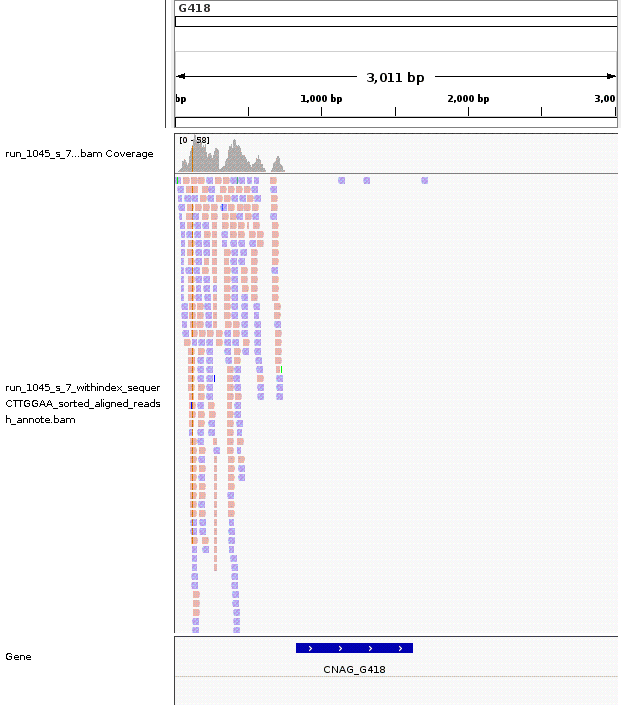 G418
3,011 bp
bp 1,000 bp 2,000 bp 3,00
[0 - 58]
run_1045_s_7...bam Coverage
run_1045_s_7_withindex_sequer
CTTGGAA_sorted_aligned_reads
h_annote.bam
Gene
CNAG_G418